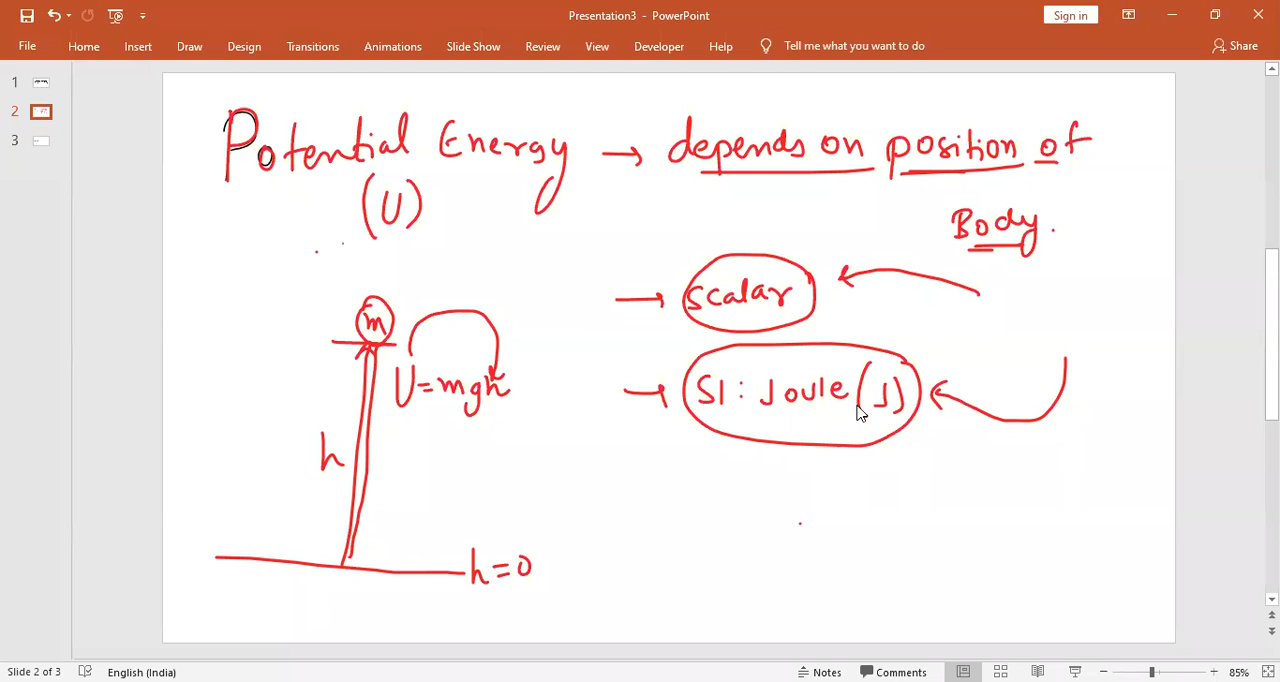 Presentation3 - PowerPoint
Sign in
File Home Insert Draw Design Transitions Animations Slide Show Review View Developer Help Tell me what you want to do Share
1
2
3
Potential Energy → depends on position of
(U)
Body.
→ Scalar
m
U=mgh
→ SI: Joule (J)
h
h=0
Slide 2 of 3 English (India) Notes Comments 85%